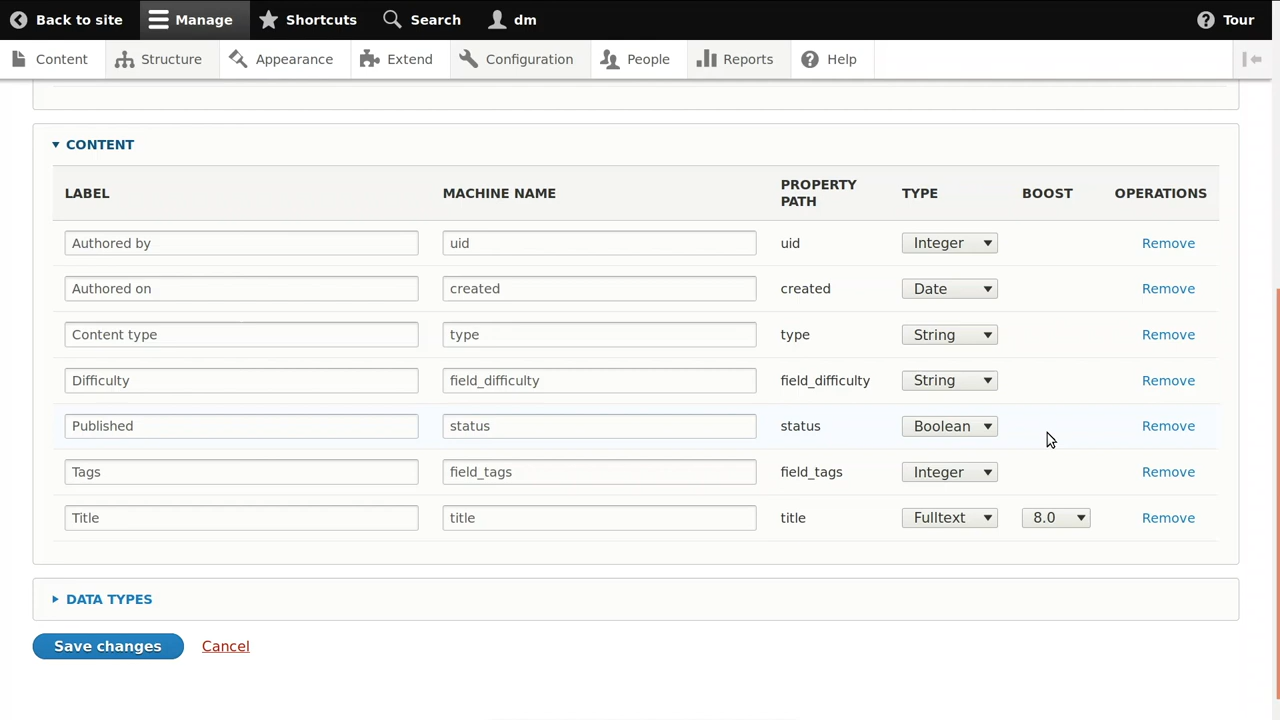 Back to site Manage Shortcuts Search dm Tour
Content Structure Appearance Extend Configuration People Reports Help
CONTENT
LABEL MACHINE NAME PROPERTY PATH TYPE BOOST OPERATIONS
Authored by uid uid Integer Remove
Authored on created created Date Remove
Content type type type String Remove
Difficulty field_difficulty field_difficulty String Remove
Published status status Boolean Remove
Tags field_tags field_tags Integer Remove
Title title title Fulltext 8.0 Remove
DATA TYPES
Save changes Cancel